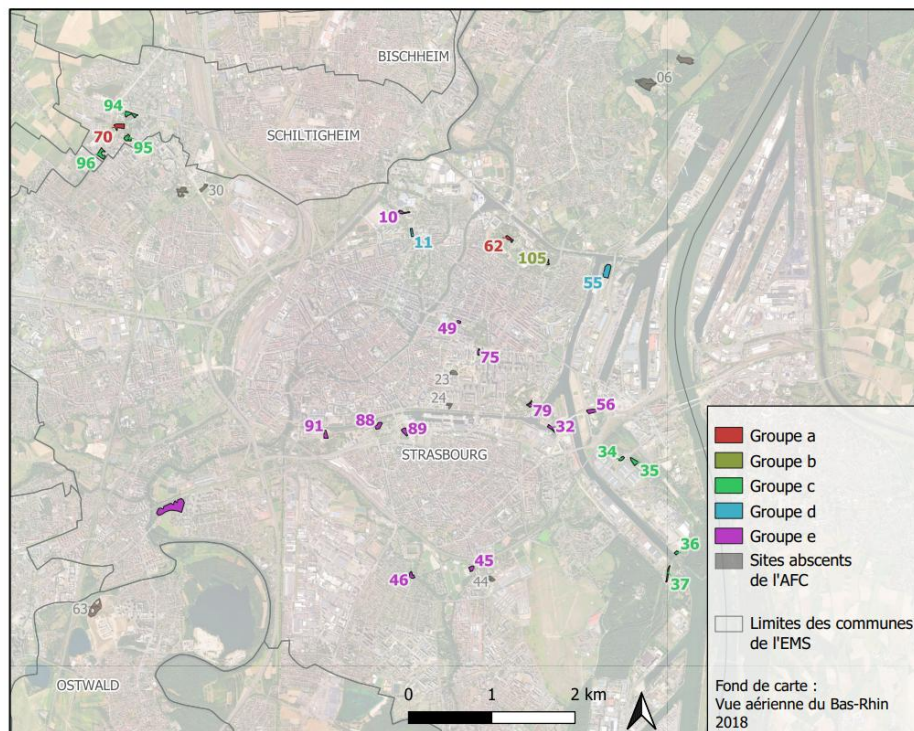 BISCHHEIM
06
94
SCHILTIGHEIM
70
95
96
30
10
11
62
105
55
49
75
23
24
79
56
91
88
89
32
STRASBOURG
34
35
36
45
46
44
37
63
OSTWALD
0 1 2 km
Groupe a
Groupe b
Groupe c
Groupe d
Groupe e
Sites abscents
de l'AFC
Limites des communes
de l'EMS
Fond de carte :
Vue aérienne du Bas-Rhin
2018